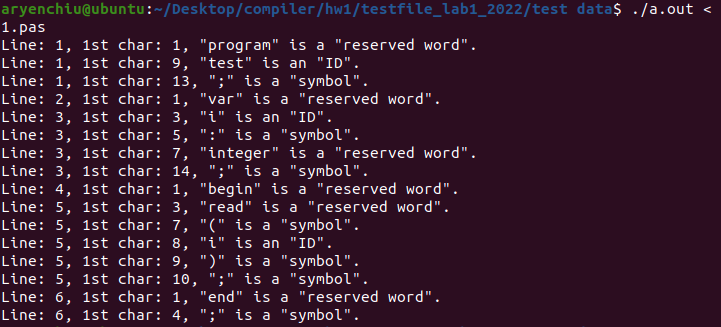 aryenchiu@ubuntu:~/Desktop/compiler/hw1/testfile_lab1_2022/test data$ ./a.out <
1.pas
Line: 1, 1st char: 1, "program" is a "reserved word".
Line: 1, 1st char: 9, "test" is an "ID".
Line: 1, 1st char: 13, ";" is a "symbol".
Line: 2, 1st char: 1, "var" is a "reserved word".
Line: 3, 1st char: 3, "i" is an "ID".
Line: 3, 1st char: 5, ":" is a "symbol".
Line: 3, 1st char: 7, "integer" is a "reserved word".
Line: 3, 1st char: 14, ";" is a "symbol".
Line: 4, 1st char: 1, "begin" is a "reserved word".
Line: 5, 1st char: 3, "read" is a "reserved word".
Line: 5, 1st char: 7, "(" is a "symbol".
Line: 5, 1st char: 8, "i" is an "ID".
Line: 5, 1st char: 9, ")" is a "symbol".
Line: 5, 1st char: 10, ";" is a "symbol".
Line: 6, 1st char: 1, "end" is a "reserved word".
Line: 6, 1st char: 4, ";" is a "symbol".